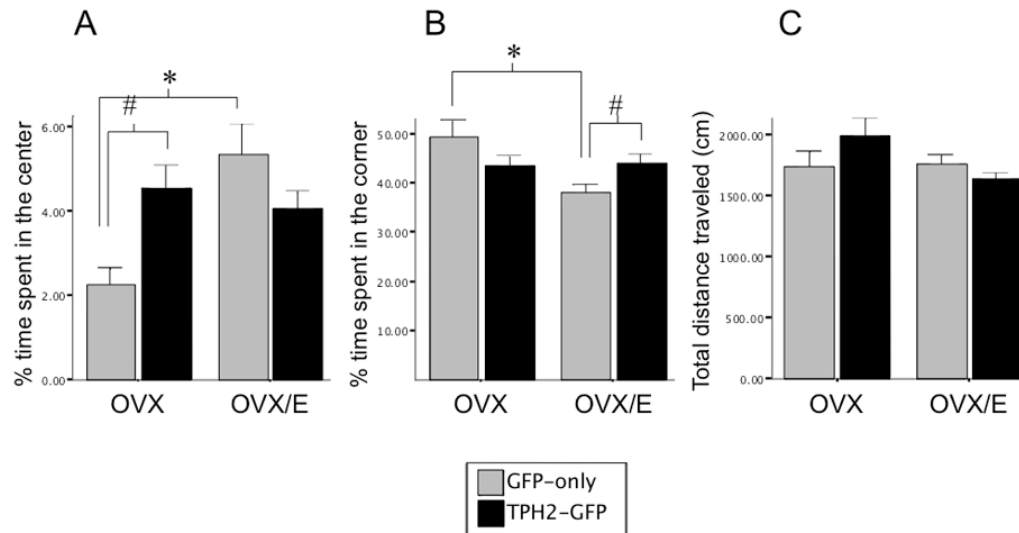 A
% time spent in the center
6.00
4.00
2.00
0.00
*
#
OVX OVX/E
B
% time spent in the corner
50.00
40.00
30.00
20.00
10.00
*
#
OVX OVX/E
C
Total distance traveled (cm)
2000.00
1500.00
1000.00
500.00
0.00
OVX OVX/E
GFP-only
TPH2-GFP